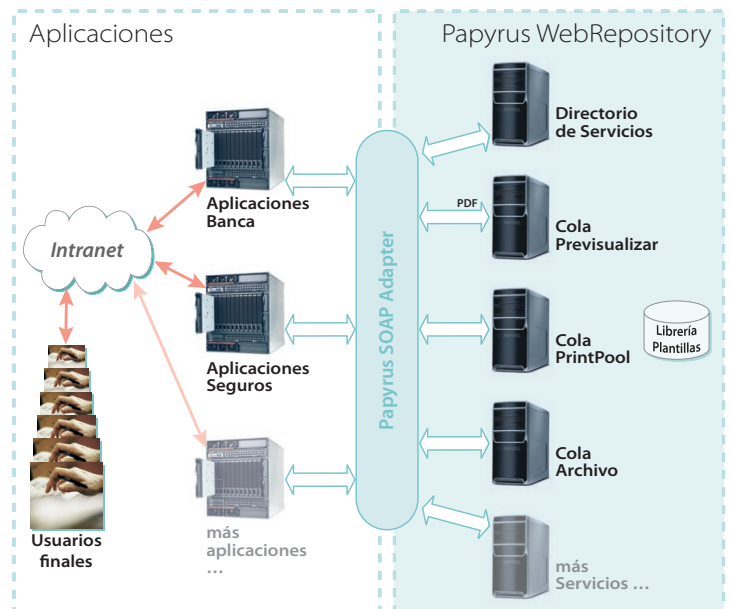 Aplicaciones
Papyrus WebRepository
Directorio
de Servicios
Aplicaciones
Banca
PDF
Cola
Previsualizar
Intranet
Papyrus SOAP Adapter
Librería
Plantillas
Cola
PrintPool
Aplicaciones
Seguros
Cola
Archivo
Usuarios
finales
más
aplicaciones
...
más
Servicios ...